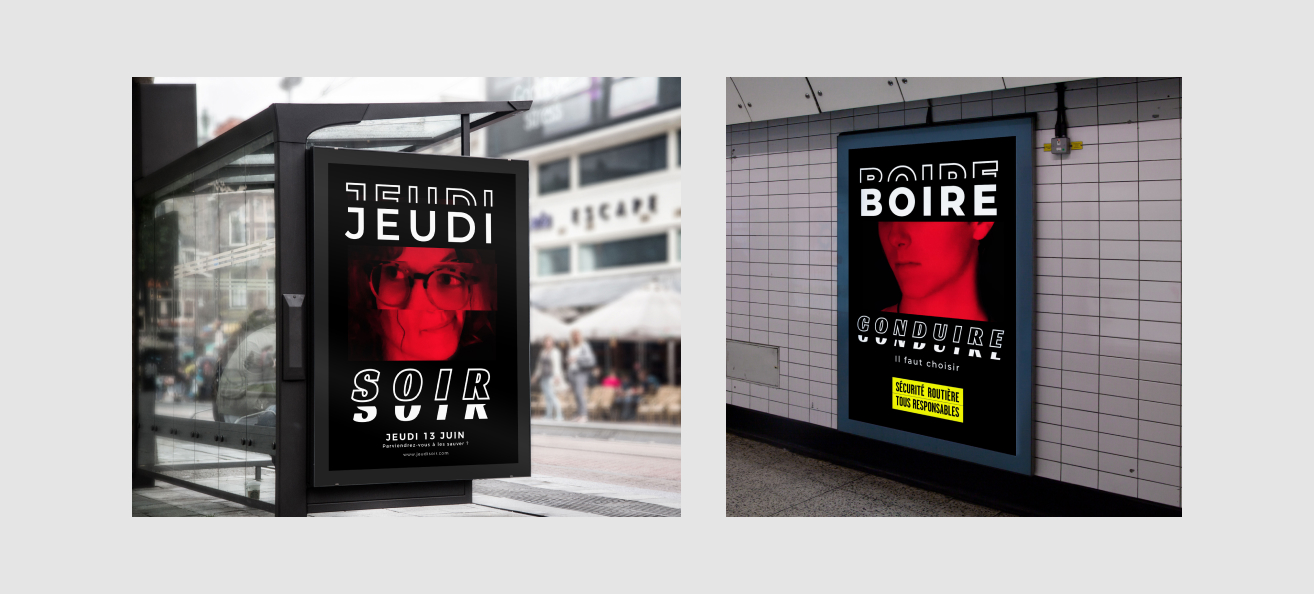 JEUDI
JEUDI
SOIR
SOIR
JEUDI 13 JUIN
Parviendrez-vous à les sauver ?
www.jeudisoir.com
ESCAPE
BOIRE
BOIRE
CONDUIRE
CONDUIRE
Il faut choisir
SÉCURITÉ ROUTIÈRE
TOUS RESPONSABLES